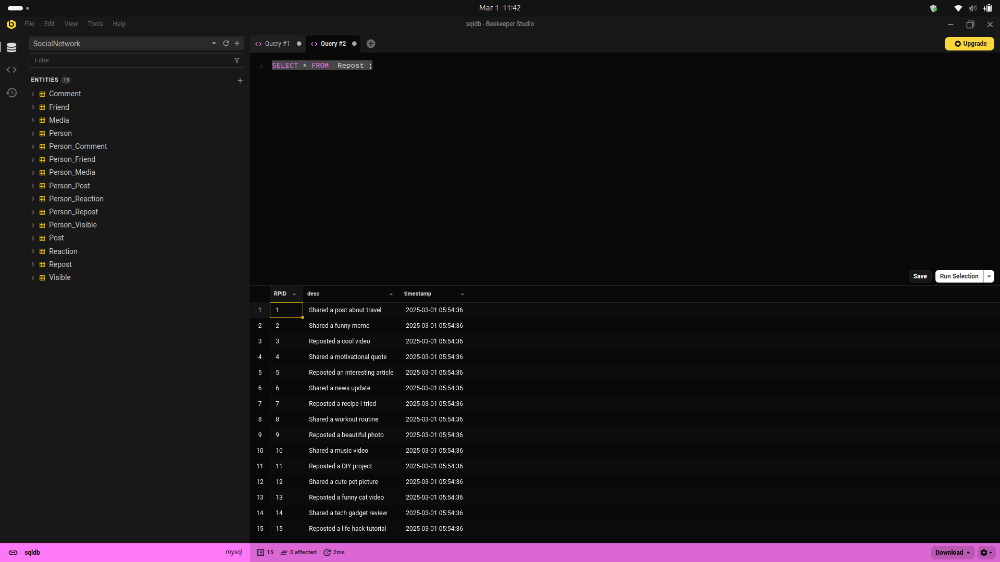 Mar 1 11:42
File Edit View Tools Help
sqldb - Beekeeper Studio
SocialNetwork
Query #1
Query #2
Upgrade
Filter
1 SELECT * FROM Repost ;
ENTITIES 15
Comment
Friend
Media
Person
Person_Comment
Person_Friend
Person_Media
Person_Post
Person_Reaction
Person_Repost
Person_Visible
Post
Reaction
Repost
Visible
Save Run Selection
RPID desc timestamp
1 1 Shared a post about travel 2025-03-01 05:54:36
2 2 Shared a funny meme 2025-03-01 05:54:36
3 3 Reposted a cool video 2025-03-01 05:54:36
4 4 Shared a motivational quote 2025-03-01 05:54:36
5 5 Reposted an interesting article 2025-03-01 05:54:36
6 6 Shared a news update 2025-03-01 05:54:36
7 7 Reposted a recipe I tried 2025-03-01 05:54:36
8 8 Shared a workout routine 2025-03-01 05:54:36
9 9 Reposted a beautiful photo 2025-03-01 05:54:36
10 10 Shared a music video 2025-03-01 05:54:36
11 11 Reposted a DIY project 2025-03-01 05:54:36
12 12 Shared a cute pet picture 2025-03-01 05:54:36
13 13 Reposted a funny cat video 2025-03-01 05:54:36
14 14 Shared a tech gadget review 2025-03-01 05:54:36
15 15 Reposted a life hack tutorial 2025-03-01 05:54:36
sqldb mysql 15 0 affected 2ms Download